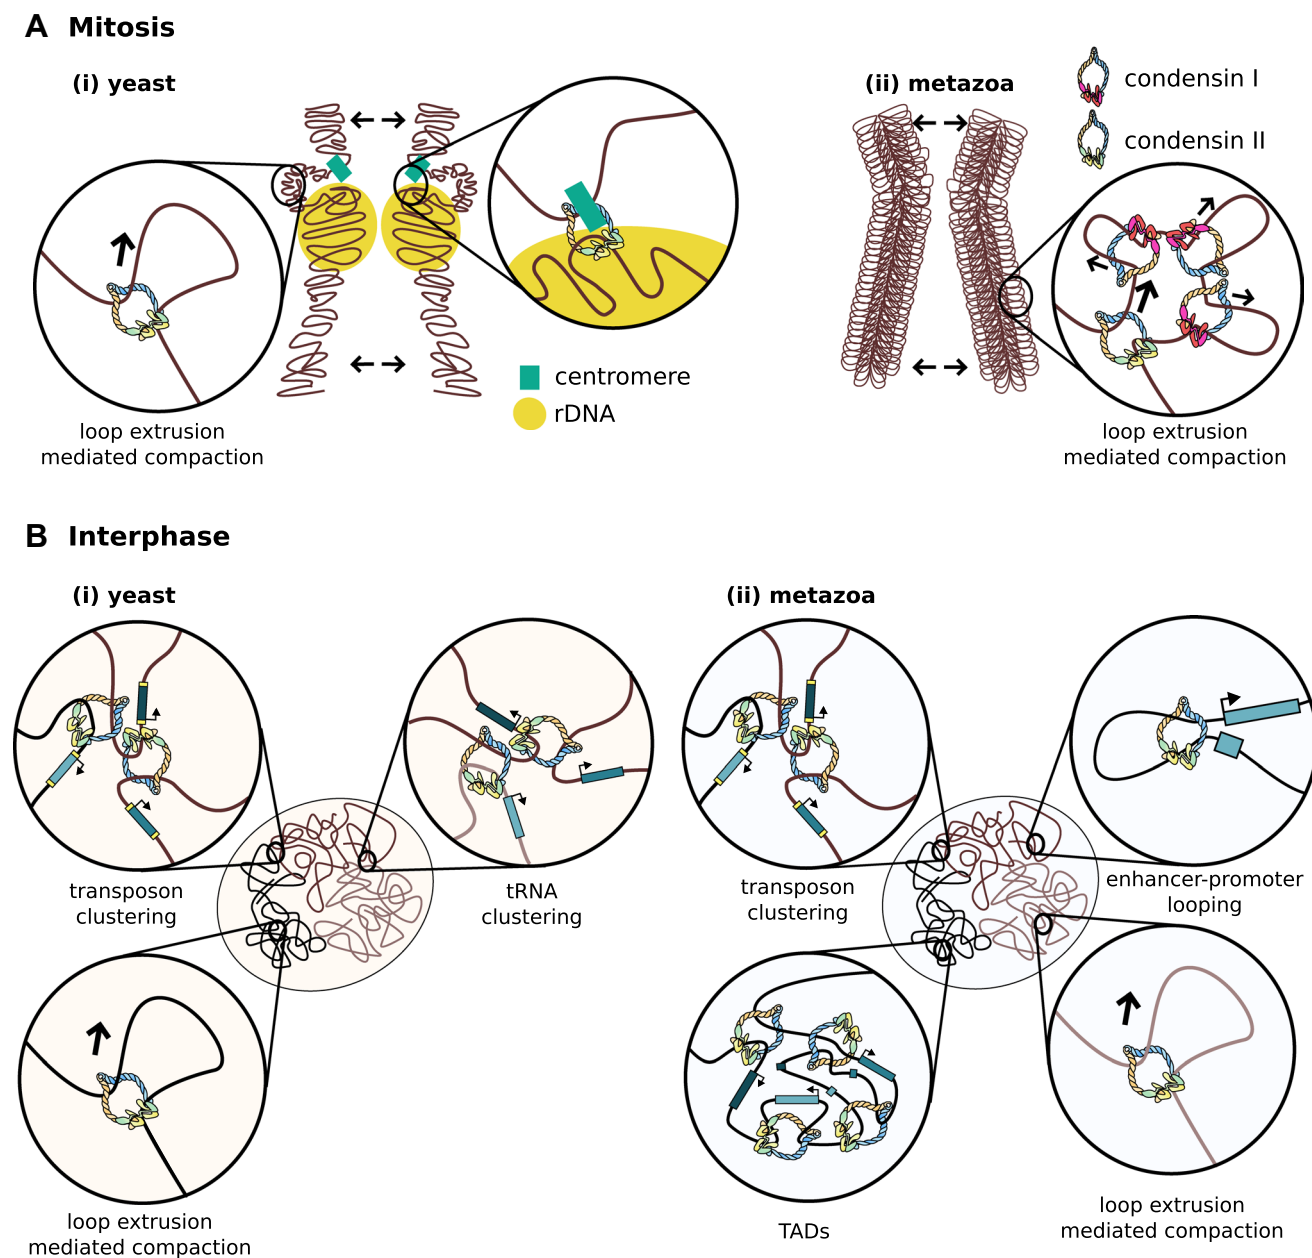 A Mitosis
(i) yeast
(ii) metazoa
condensin I
condensin II
centromere
rDNA
loop extrusion
mediated compaction
loop extrusion
mediated compaction
B Interphase
(i) yeast
(ii) metazoa
transposon
clustering
tRNA
clustering
transposon
clustering
enhancer-promoter
looping
loop extrusion
mediated compaction
TADs
loop extrusion
mediated compaction